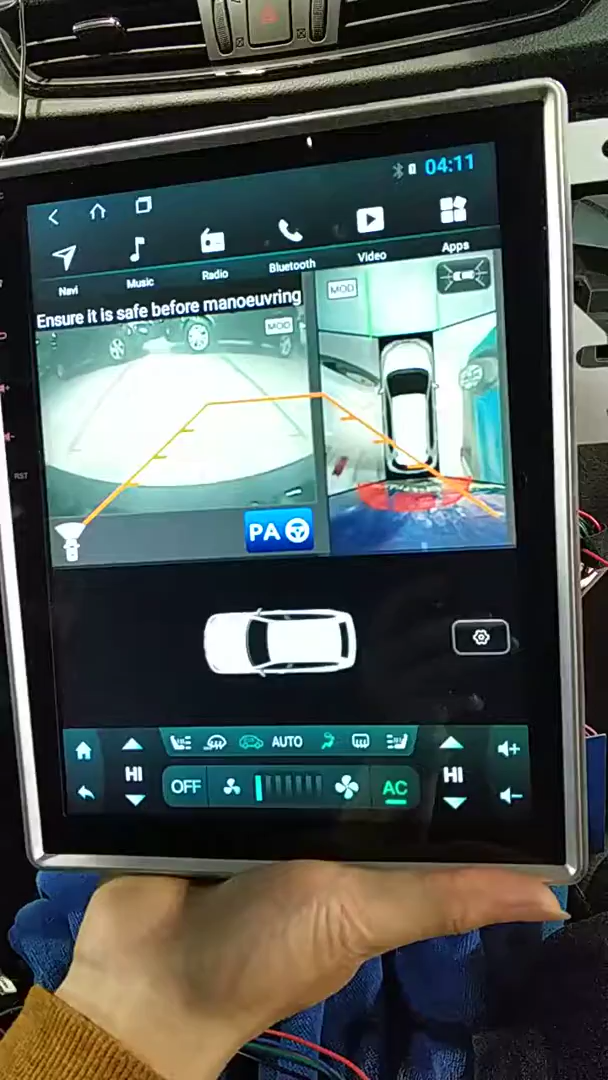 04:11
Navi
Music
Radio
Bluetooth
Video
Apps
Ensure it is safe before manoeuvring
MOD
MOD
PA
RST
AUTO
HI
OFF
AC
HI